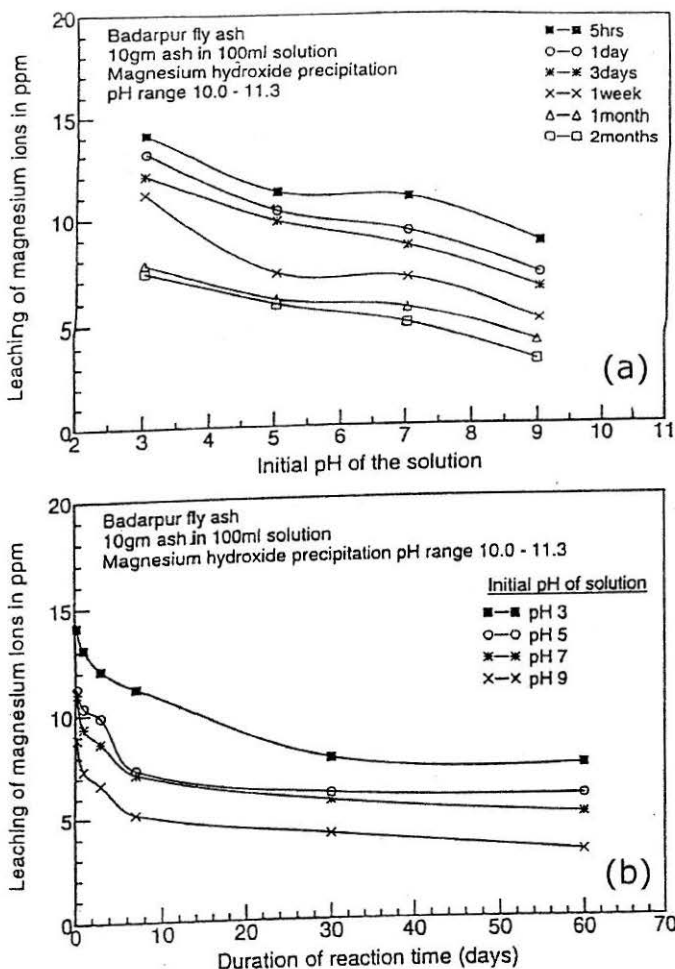 20
15
10
5
0
Leaching of magnesium ions in ppm
Badarpur fly ash
10gm ash in 100ml solution
Magnesium hydroxide precipitation
pH range 10.0 - 11.3
5hrs
1day
3days
1week
1month
2months
(a)
2 3 4 5 6 7 8 9 10 11
Initial pH of the solution
20
15
10
5
0
Leaching of magnesium ions in ppm
Badarpur fly ash
10gm ash in 100ml solution
Magnesium hydroxide precipitation pH range 10.0 - 11.3
Initial pH of solution
pH 3
pH 5
pH 7
pH 9
(b)
0 10 20 30 40 50 60 70
Duration of reaction time (days)